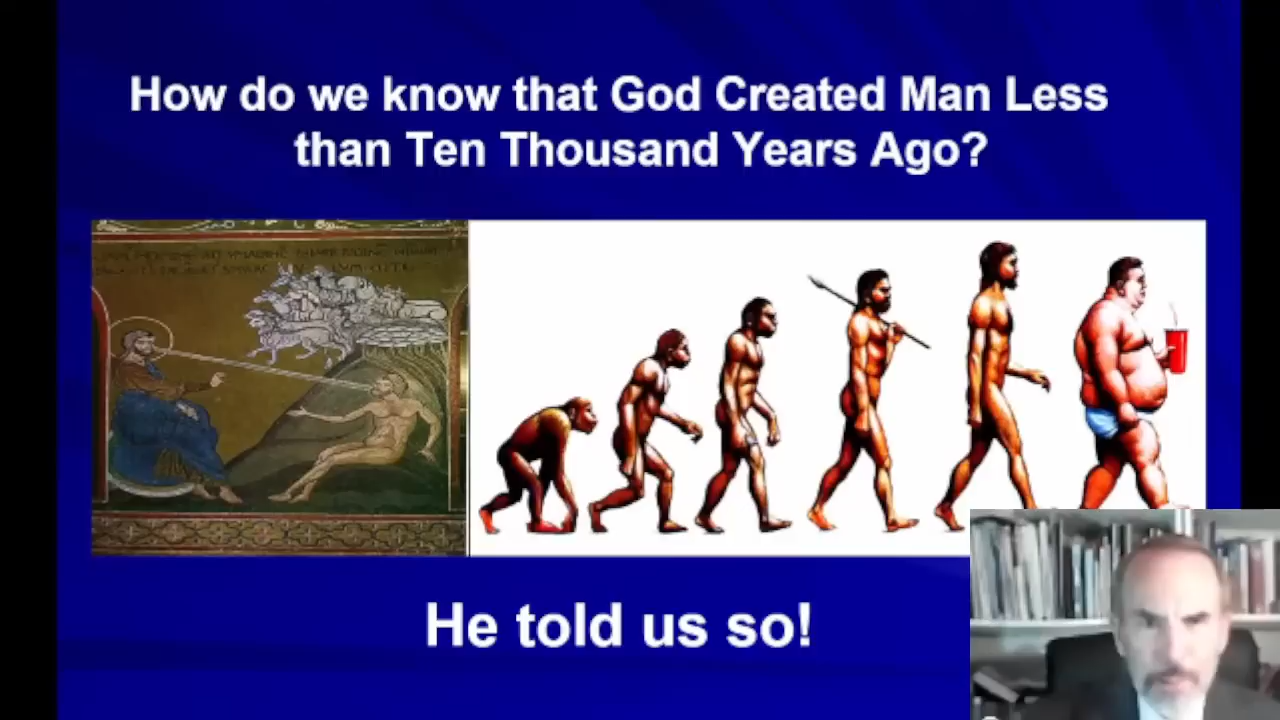 How do we know that God Created Man Less
than Ten Thousand Years Ago?
He told us so!